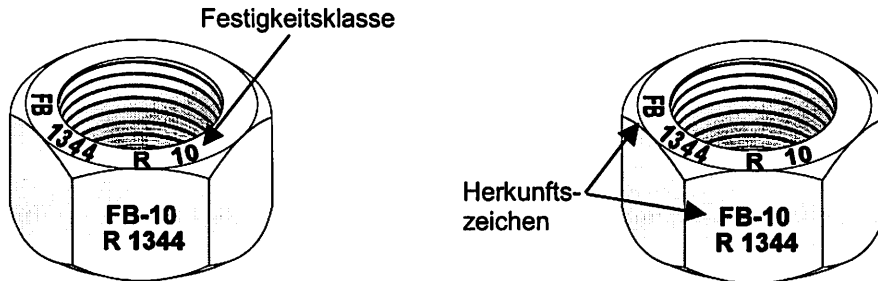 Festigkeitsklasse
FB 1344 R 10
FB-10
R 1344
Herkunfts-
zeichen
FB 1344 R 10
FB-10
R 1344